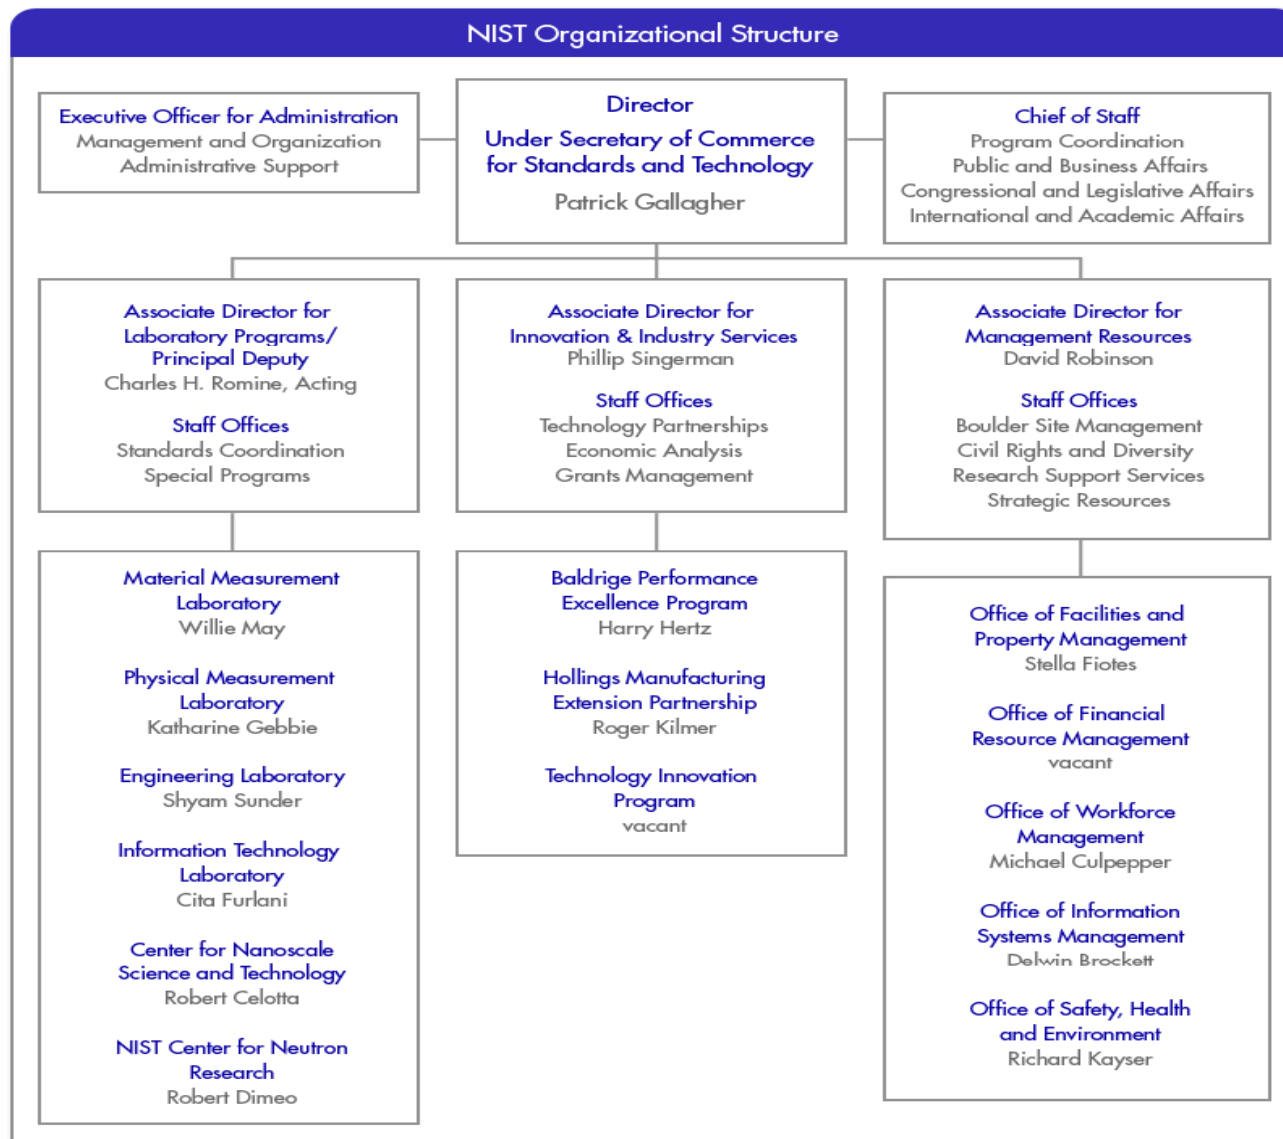 NIST Organizational Structure
Executive Officer for Administration
Management and Organization
Administrative Support
Director
Under Secretary of Commerce
for Standards and Technology
Patrick Gallagher
Chief of Staff
Program Coordination
Public and Business Affairs
Congressional and Legislative Affairs
International and Academic Affairs
Associate Director for
Laboratory Programs/
Principal Deputy
Charles H. Romine, Acting
Staff Offices
Standards Coordination
Special Programs
Associate Director for
Innovation & Industry Services
Phillip Singerman
Staff Offices
Technology Partnerships
Economic Analysis
Grants Management
Associate Director for
Management Resources
David Robinson
Staff Offices
Boulder Site Management
Civil Rights and Diversity
Research Support Services
Strategic Resources
Material Measurement
Laboratory
Willie May
Physical Measurement
Laboratory
Katharine Gebbie
Engineering Laboratory
Shyam Sunder
Information Technology
Laboratory
Cita Furlani
Center for Nanoscale
Science and Technology
Robert Celotta
NIST Center for Neutron
Research
Robert Dimeo
Baldrige Performance
Excellence Program
Harry Hertz
Hollings Manufacturing
Extension Partnership
Roger Kilmer
Technology Innovation
Program
vacant
Office of Facilities and
Property Management
Stella Fiotes
Office of Financial
Resource Management
vacant
Office of Workforce
Management
Michael Culpepper
Office of Information
Systems Management
Delwin Brockett
Office of Safety, Health
and Environment
Richard Kayser